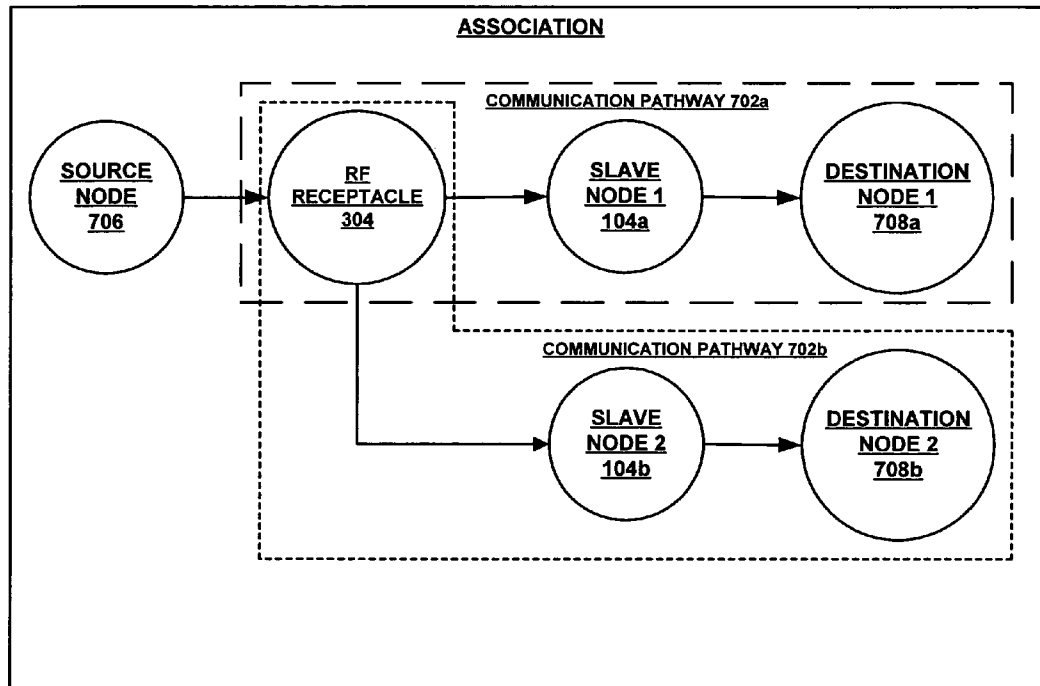 ASSOCIATION
COMMUNICATION PATHWAY 702a
SOURCE
NODE
706
RF
RECEPTACLE
304
SLAVE
NODE 1
104a
DESTINATION
NODE 1
708a
COMMUNICATION PATHWAY 702b
SLAVE
NODE 2
104b
DESTINATION
NODE 2
708b